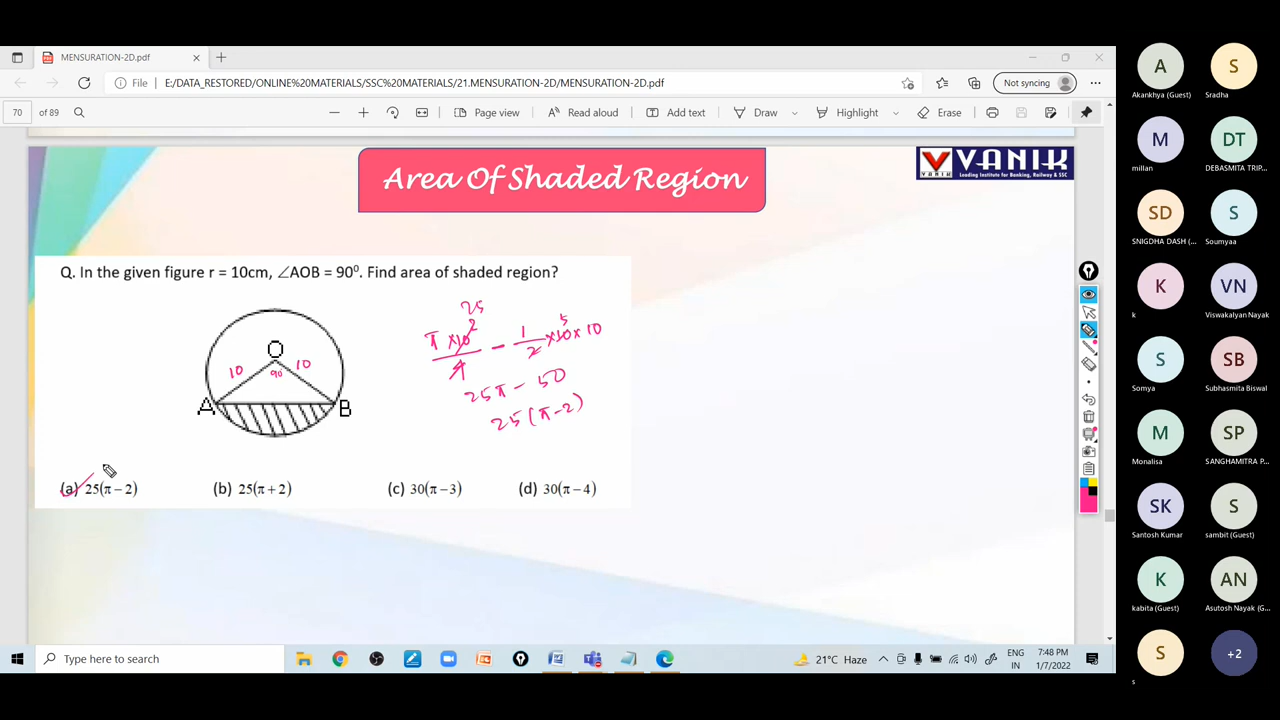 MENSURATION-2D.pdf
File E:/DATA_RESTORED/ONLINE%20MATERIALS/SSC%20MATERIALS/21.MENSURATION-2D/MENSURATION-2D.pdf Not syncing
70 of 89 Page view Read aloud Add text Draw Highlight Erase
Area Of Shaded Region
VANIK
VANIK Leading Institute for Banking, Railway & SSC
Q. In the given figure r = 10cm, ∠AOB = 90⁰. Find area of shaded region?
O
10 10
90
A B
25
π × 10² / 4 − 1/2 × 10 × 10
5
25π − 50
25(π−2)
(a) 25(π−2) (b) 25(π+2) (c) 30(π−3) (d) 30(π−4)
A S
Akankhya (Guest) Sradha
M DT
millan DEBASMITA TRIP...
SD S
SNIGDHA DASH (... Soumyaa
K VN
k Viswakalyan Nayak
S SB
Somya Subhasmita Biswal
M SP
Monalisa SANGHAMITRA P...
SK S
Santosh Kumar sambit (Guest)
K AN
kabita (Guest) Asutosh Nayak (G...
S +2
s
Type here to search
21°C Haze ENG IN 7:48 PM 1/7/2022